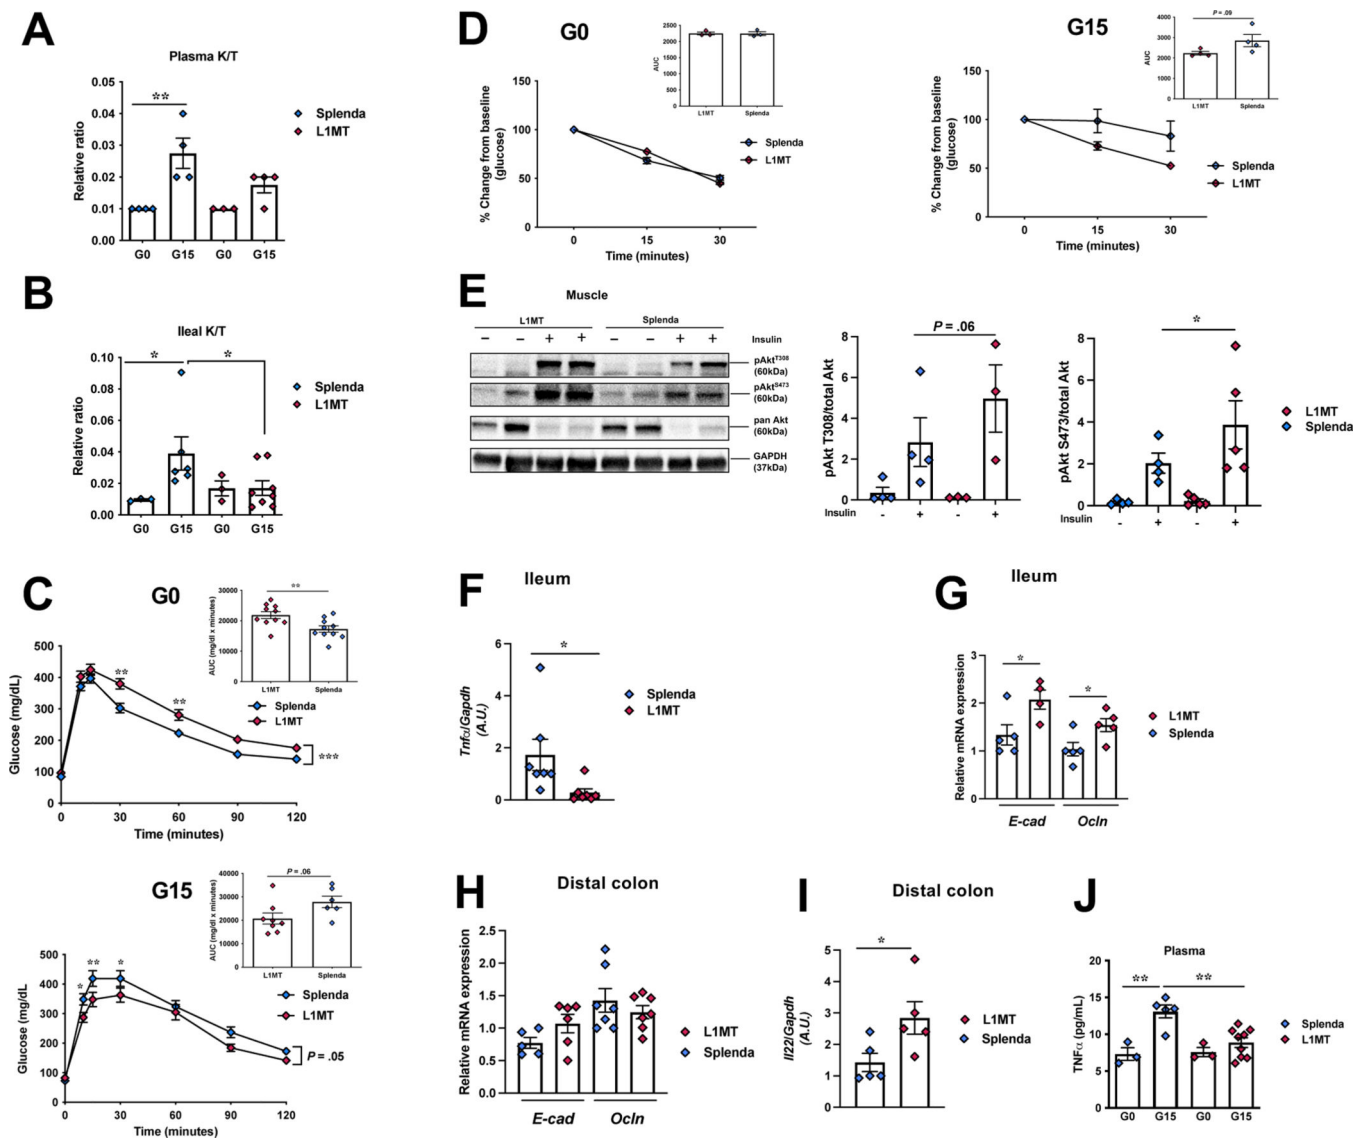 A
Plasma K/T
0.05
0.04
0.03
0.02
0.01
0.00
Relative ratio
**
Splenda
L1MT
G0 G15 G0 G15
B
Ileal K/T
0.10
0.08
0.06
0.04
0.02
0.00
Relative ratio
* *
Splenda
L1MT
G0 G15 G0 G15
C
G0
500
400
300
200
100
0
Glucose (mg/dL)
** **
***
Splenda
L1MT
0 30 60 90 120
Time (minutes)
30000
20000
10000
0
AUC (mg/dl x minutes)
**
L1MT Splenda
G15
500
400
300
200
100
0
Glucose (mg/dL
* ** *
P = .05
Splenda
L1MT
0 30 60 90 120
Time (minutes)
40000
30000
20000
10000
0
AUC (mg/dl x minutes)
P = .06
L1MT Splenda
D
G0
150
100
50
0
% Change from baseline
(glucose)
Splenda
L1MT
0 15 30
Time (minutes)
2500
2000
1500
1000
500
0
AUC
L1MT Splenda
G15
150
100
50
0
% Change from baseline
(glucose)
Splenda
L1MT
0 15 30
Time (minutes)
4000
3000
2000
1000
0
AUC
P = .09
L1MT Splenda
E
Muscle
L1MT Splenda
− − + + − − + + Insulin
pAktT308
(60kDa)
pAktS473
(60kDa)
pan Akt
(60kDa)
GAPDH
(37kDa)
8
6
4
2
0
pAkt T308/total Akt
P = .06
Insulin - + - +
8
6
4
2
0
pAkt S473/total Akt
*
Insulin - + - +
L1MT
Splenda
F
Ileum
6
4
2
0
Tnfα/Gapdh
(A.U.)
*
Splenda
L1MT
G
Ileum
3
2
1
0
Relative mRNA expression
* *
L1MT
Splenda
E-cad Ocln
H
Distal colon
2.5
2.0
1.5
1.0
0.5
0.0
Relative mRNA expression
L1MT
Splenda
E-cad Ocln
I
Distal colon
5
4
3
2
1
0
Il22/Gapdh
(A.U.)
*
L1MT
Splenda
J
Plasma
20
15
10
5
0
TNFα (pg/mL)
** **
Splenda
L1MT
G0 G15 G0 G15